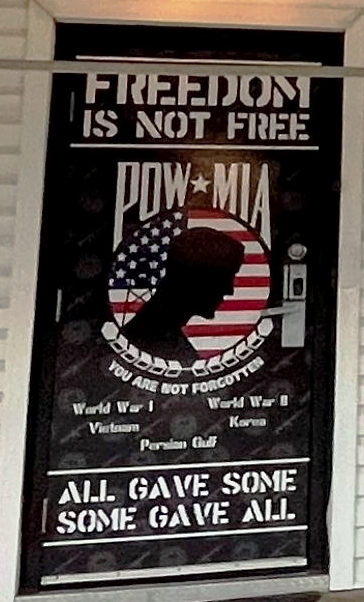 FREEDOM
IS NOT FREE
POW★MIA
YOU ARE NOT FORGOTTEN
World War I World War II
Vietnam Korea
Persian Gulf
ALL GAVE SOME
SOME GAVE ALL